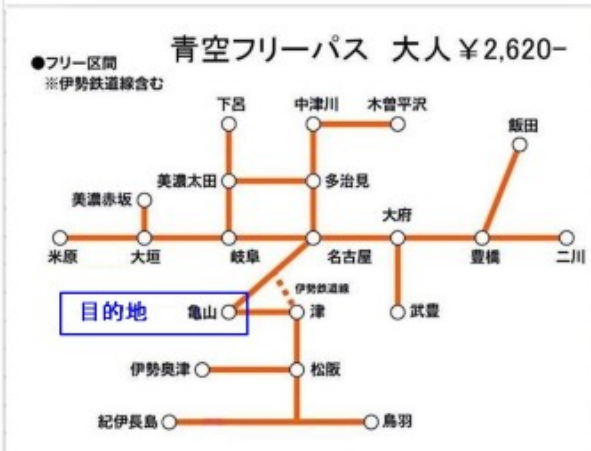 青空フリーパス 大人 ￥2,620-
●フリー区間
※伊勢鉄道線含む
下呂 中津川 木曽平沢
飯田
美濃太田 多治見
美濃赤坂
大府
米原 大垣 岐阜 名古屋 豊橋 二川
伊勢鉄道線
目的地 亀山 津 武豊
伊勢奥津 松阪
紀伊長島 鳥羽